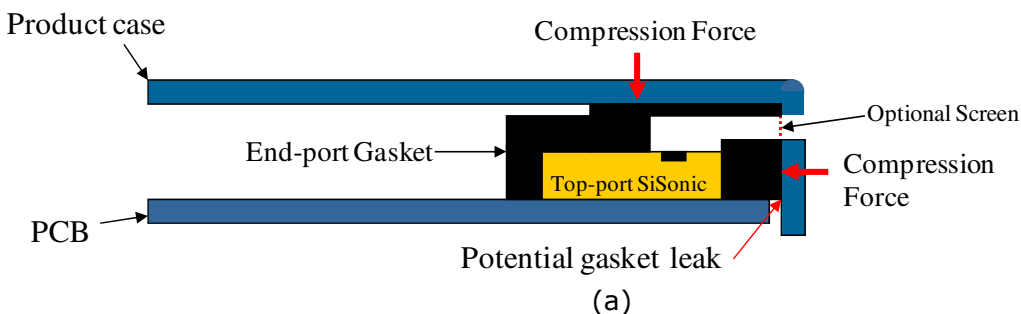 Product case
Compression Force
Optional Screen
End-port Gasket
Top-port SiSonic
Compression
Force
PCB
Potential gasket leak
(a)